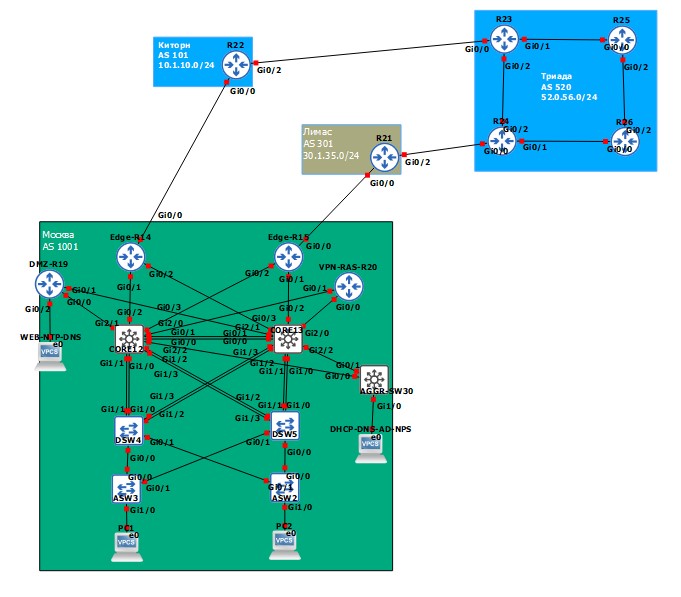 R23
R25
R22
Киторн
AS 101
10.1.10.0/24
Gi0/2
Gi0/0
Gi0/0
Gi0/1
Gi0/0
Gi0/2
Триада
AS 520
52.0.56.0/24
R24
Gi0/2
R26
Gi0/2
Gi0/0
Gi0/1
Gi0/0
Лимас
AS 301
30.1.35.0/24
R21
Gi0/2
Gi0/0
Gi0/0
Москва
AS 1001
Edge-R14
Edge-R15
Gi0/0
DMZ-R19
Gi0/2
Gi0/2
Gi0/1
VPN-RAS-R20
Gi0/1
Gi0/0
Gi0/1
Gi0/1
Gi0/0
Gi0/2
Gi0/2
Gi0/3
Gi0/2
Gi0/3
Gi2/1
Gi2/0
Gi2/1
Gi2/0
WEB-NTP-DNS
e0
VPCS
Gi0/1
Gi0/0
Gi0/1
Gi0/0
CORE12
CORE13
Gi2/2
Gi1/2
Gi1/3
Gi1/2
Gi2/2
Gi1/1
Gi1/0
Gi1/3
Gi1/1
Gi1/0
Gi0/1
Gi0/0
AGGR-SW30
Gi1/0
Gi1/3
Gi1/2
Gi1/1
Gi1/0
Gi1/2
Gi1/3
Gi1/1
Gi1/0
DHCP-DNS-AD-NPS
e0
VPCS
DSW4
DSW5
Gi0/1
Gi0/1
Gi0/0
Gi0/0
Gi0/0
Gi0/1
Gi0/0
Gi0/1
ASW3
ASW2
Gi1/0
Gi1/0
PC1
e0
VPCS
PC2
e0
VPCS